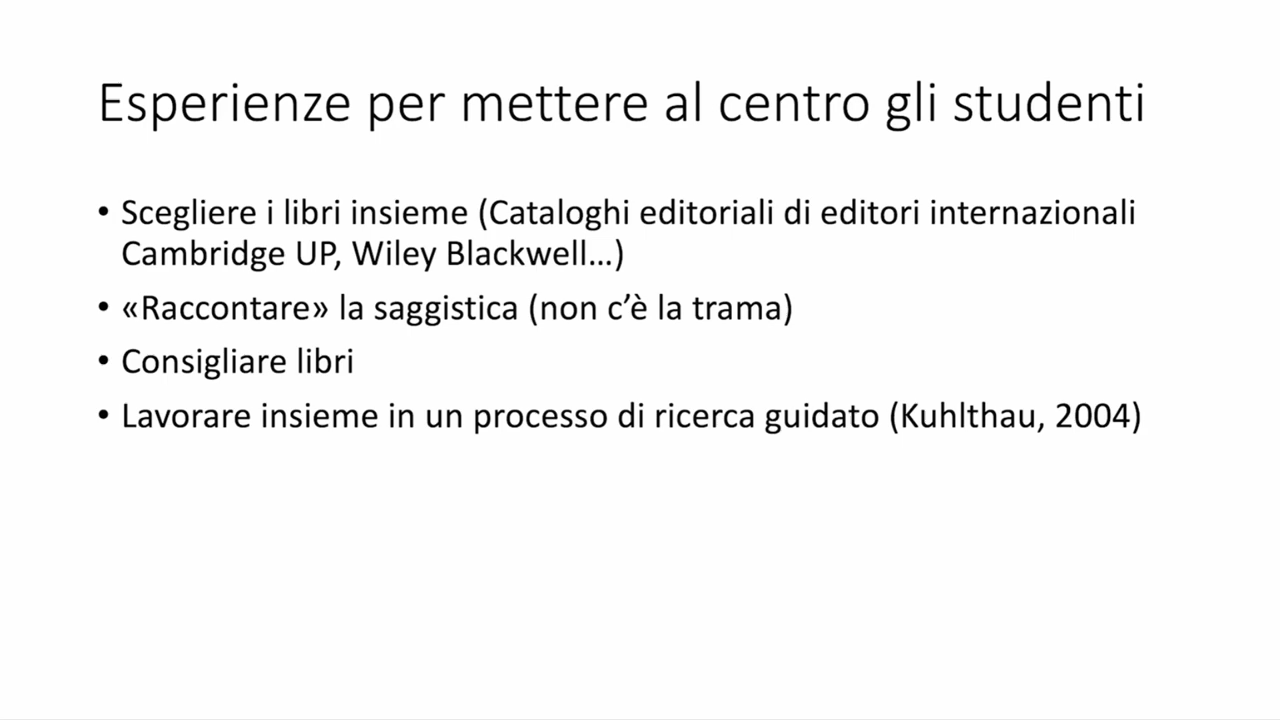 Esperienze per mettere al centro gli studenti
• Scegliere i libri insieme (Cataloghi editoriali di editori internazionali
Cambridge UP, Wiley Blackwell…)
• «Raccontare» la saggistica (non c’è la trama)
• Consigliare libri
• Lavorare insieme in un processo di ricerca guidato (Kuhlthau, 2004)